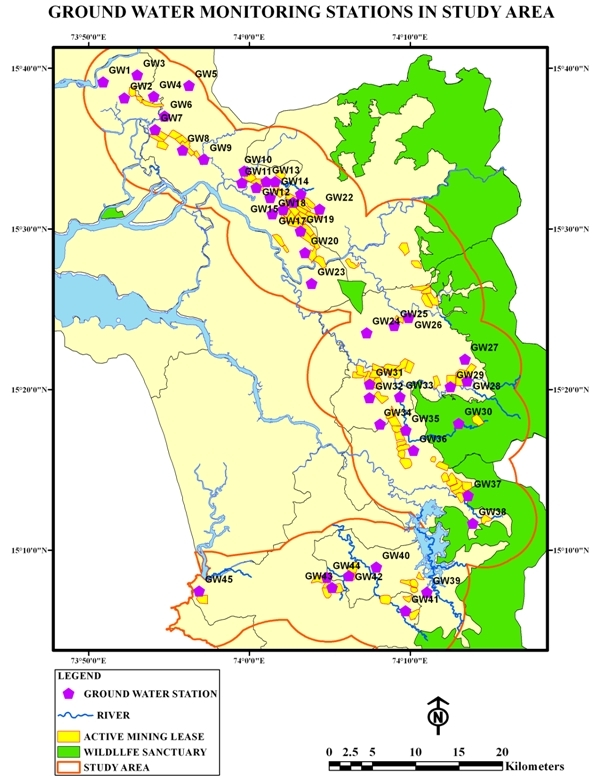 GROUND WATER MONITORING STATIONS IN STUDY AREA
73°50'0"E 74°0'0"E 74°10'0"E
15°40'0"N 15°40'0"N
GW3
GW1 GW5
GW2 GW4
GW6
GW7
GW8
GW9
GW10
GW11 GW13
GW14
GW12
GW22
GW18
GW15
GW19
GW17
15°30'0"N 15°30'0"N
GW20
GW23
GW25
GW24
GW26
GW27
GW31
GW29
GW33
GW32 GW28
15°20'0"N 15°20'0"N
GW34 GW30
GW35
GW36
GW37
GW38
15°10'0"N 15°10'0"N
GW40
GW44
GW43 GW42
GW45 GW39
GW41
73°50'0"E 74°0'0"E 74°10'0"E
LEGEND
GROUND WATER STATION
RIVER
ACTIVE MINING LEASE
WILDLLFE SANCTUARY
STUDY AREA
N
0 2.5 5 10 15 20
Kilometers